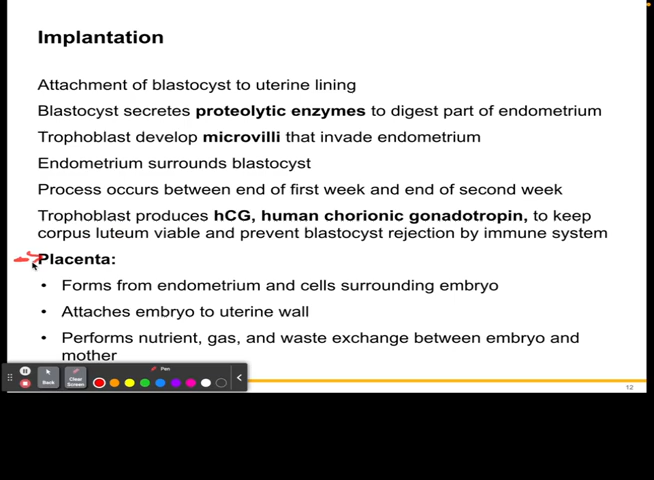 Implantation
Attachment of blastocyst to uterine lining
Blastocyst secretes proteolytic enzymes to digest part of endometrium
Trophoblast develop microvilli that invade endometrium
Endometrium surrounds blastocyst
Process occurs between end of first week and end of second week
Trophoblast produces hCG, human chorionic gonadotropin, to keep
corpus luteum viable and prevent blastocyst rejection by immune system
Placenta:
• Forms from endometrium and cells surrounding embryo
• Attaches embryo to uterine wall
• Performs nutrient, gas, and waste exchange between embryo and
mother
Pen
Back
Clear
Screen
12